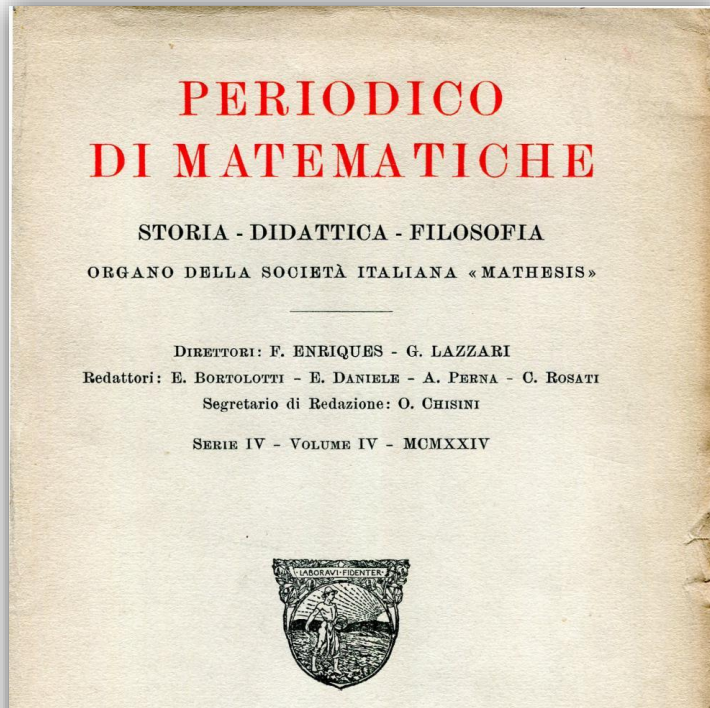 PERIODICO
DI MATEMATICHE
STORIA - DIDATTICA - FILOSOFIA
ORGANO DELLA SOCIETÀ ITALIANA «MATHESIS»
DIRETTORI: F. ENRIQUES - G. LAZZARI
Redattori: E. BORTOLOTTI - E. DANIELE - A. PERNA - C. ROSATI
Segretario di Redazione: O. CHISINI
SERIE IV - VOLUME IV - MCMXXIV
·LABORAVI·FIDENTER·